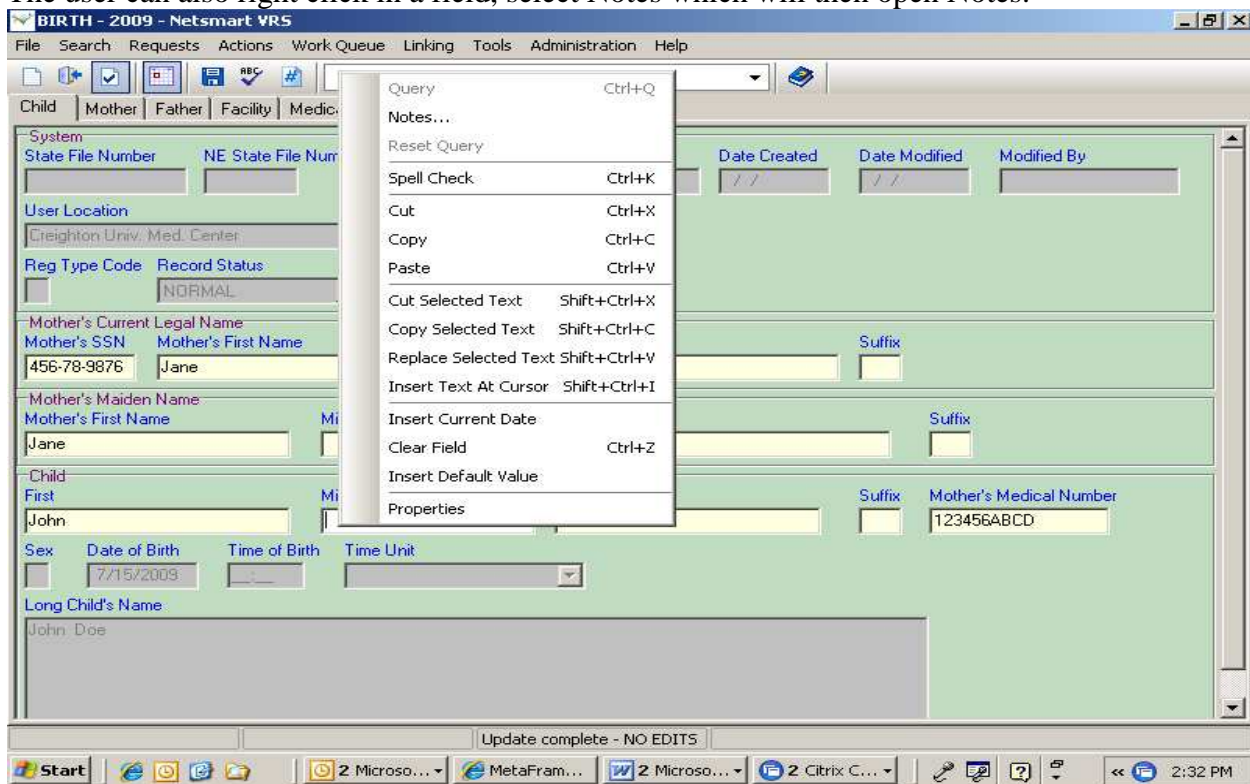 The user can also right click in a field, select Notes which will then open Notes.
BIRTH - 2009 - Netsmart VRS
File Search Requests Actions Work Queue Linking Tools Administration Help
ABC
#
Child Mother Father Facility Medic
System
State File Number NE State File Num Date Created Date Modified Modified By
/ / / /
User Location
Creighton Univ. Med. Center
Reg Type Code Record Status
NORMAL
Mother's Current Legal Name
Mother's SSN Mother's First Name Suffix
456-78-9876 Jane
Mother's Maiden Name
Mother's First Name Mi Suffix
Jane
Child
First Mi Suffix Mother's Medical Number
John 123456ABCD
Sex Date of Birth Time of Birth Time Unit
7/15/2009 __:__
Long Child's Name
John Doe
Query Ctrl+Q
Notes...
Reset Query
Spell Check Ctrl+K
Cut Ctrl+X
Copy Ctrl+C
Paste Ctrl+V
Cut Selected Text Shift+Ctrl+X
Copy Selected Text Shift+Ctrl+C
Replace Selected Text Shift+Ctrl+V
Insert Text At Cursor Shift+Ctrl+I
Insert Current Date
Clear Field Ctrl+Z
Insert Default Value
Properties
Update complete - NO EDITS
Start 2 Microso... MetaFram... 2 Microso... 2 Citrix C... « 2:32 PM